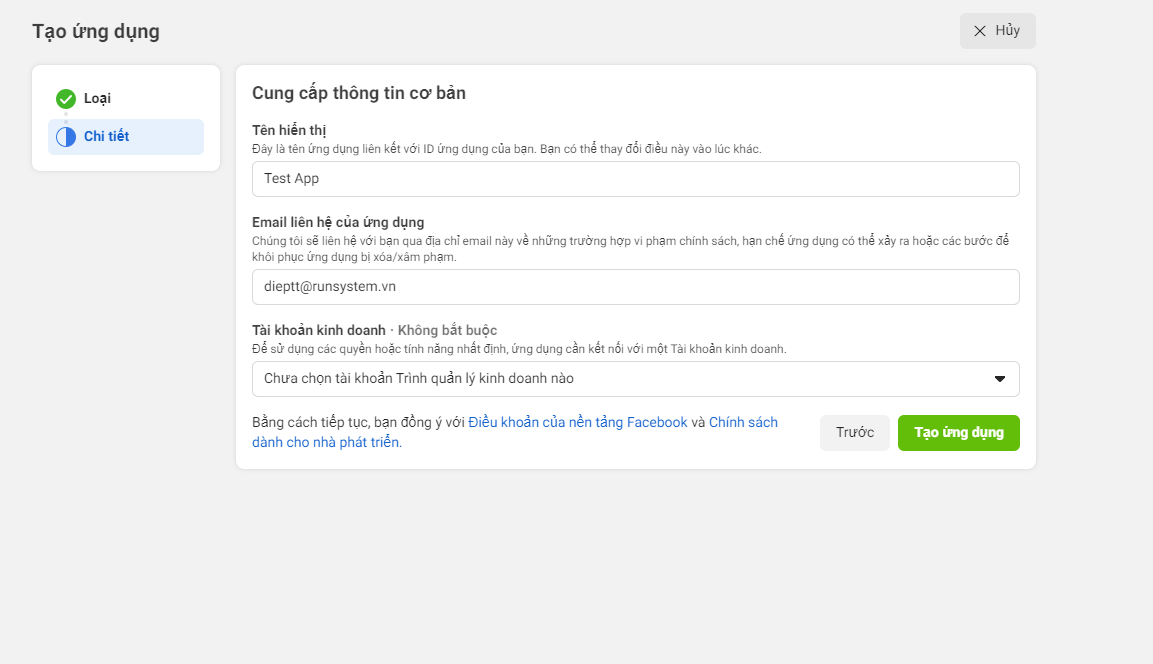 Tạo ứng dụng
Hủy
Loại
Chi tiết
Cung cấp thông tin cơ bản
Tên hiển thị
Đây là tên ứng dụng liên kết với ID ứng dụng của bạn. Bạn có thể thay đổi điều này vào lúc khác.
Test App
Email liên hệ của ứng dụng
Chúng tôi sẽ liên hệ với bạn qua địa chỉ email này về những trường hợp vi phạm chính sách, hạn chế ứng dụng có thể xảy ra hoặc các bước để
khôi phục ứng dụng bị xóa/xâm phạm.
dieptt@runsystem.vn
Tài khoản kinh doanh · Không bắt buộc
Để sử dụng các quyền hoặc tính năng nhất định, ứng dụng cần kết nối với một Tài khoản kinh doanh.
Chưa chọn tài khoản Trình quản lý kinh doanh nào
Bằng cách tiếp tục, bạn đồng ý với Điều khoản của nền tảng Facebook và Chính sách
dành cho nhà phát triển.
Trước
Tạo ứng dụng